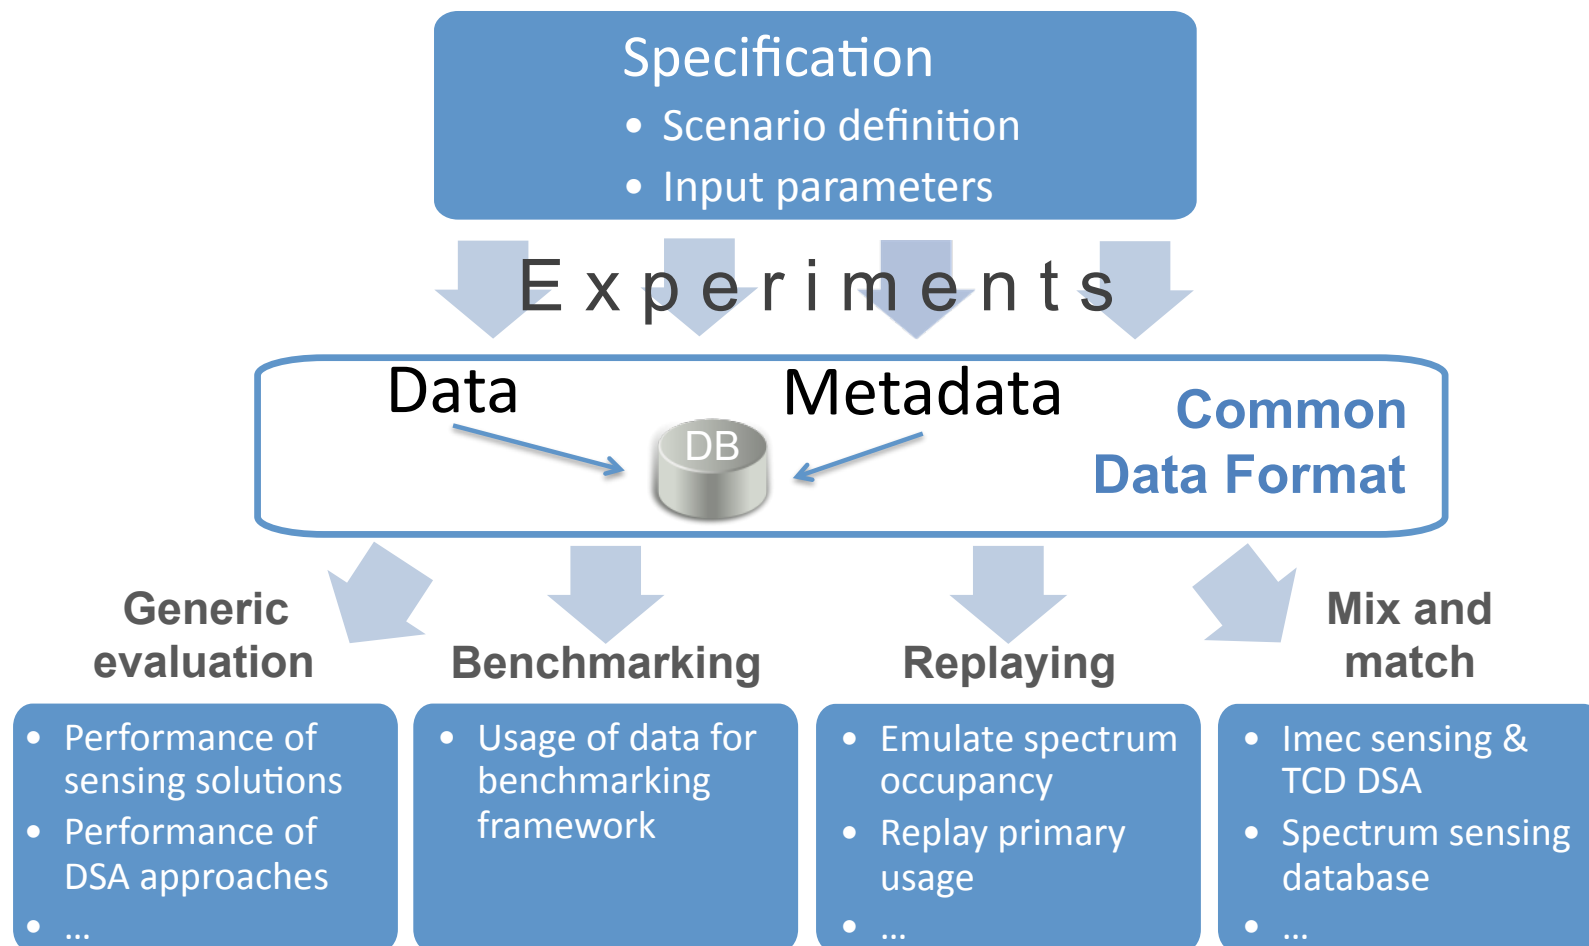 Specification
• Scenario definition
• Input parameters
Experiments
Data
Metadata
DB
Common
Data Format
Generic
evaluation
• Performance of
sensing solutions
• Performance of
DSA approaches
• ...
Benchmarking
• Usage of data for
benchmarking
framework
Replaying
• Emulate spectrum
occupancy
• Replay primary
usage
• ...
Mix and
match
• Imec sensing &
TCD DSA
• Spectrum sensing
database
• ...